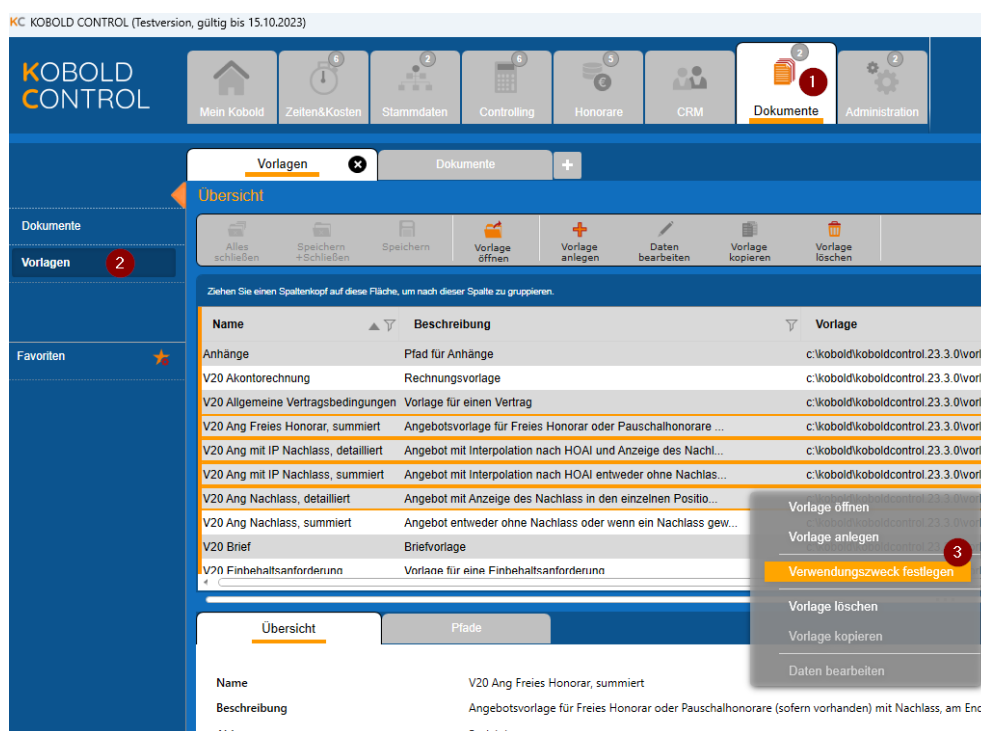 KC KOBOLD CONTROL (Testversion, gültig bis 15.10.2023)
KOBOLD
CONTROL
6 2 6 5 2 2
1
Mein Kobold Zeiten&Kosten Stammdaten Controlling Honorare CRM Dokumente Administration
Vorlagen Dokumente
Übersicht
Dokumente
Vorlagen 2
Favoriten
Alles schließen
Speichern +Schließen
Speichern
Vorlage öffnen
Vorlage anlegen
Daten bearbeiten
Vorlage kopieren
Vorlage löschen
Ziehen Sie einen Spaltenkopf auf diese Fläche, um nach dieser Spalte zu gruppieren.
Name Beschreibung Vorlage
Anhänge Pfad für Anhänge c:\kobold\koboldcontrol.23.3.0\vorl
V20 Akontorechnung Rechnungsvorlage c:\kobold\koboldcontrol.23.3.0\vorl
V20 Allgemeine Vertragsbedingungen Vorlage für einen Vertrag c:\kobold\koboldcontrol.23.3.0\vorl
V20 Ang Freies Honorar, summiert Angebotsvorlage für Freies Honorar oder Pauschalhonorare ... c:\kobold\koboldcontrol.23.3.0\vorl
V20 Ang mit IP Nachlass, detailliert Angebot mit Interpolation nach HOAI und Anzeige des Nachl... c:\kobold\koboldcontrol.23.3.0\vorl
V20 Ang mit IP Nachlass, summiert Angebot mit Interpolation nach HOAI entweder ohne Nachlas... c:\kobold\koboldcontrol.23.3.0\vorl
V20 Ang Nachlass, detailliert Angebot mit Anzeige des Nachlass in den einzelnen Positio...
V20 Ang Nachlass, summiert Angebot entweder ohne Nachlass oder wenn ein Nachlass gew...
V20 Brief Briefvorlage
V20 Einbehaltsanforderung Vorlage für eine Einbehaltsanforderung
Vorlage öffnen
Vorlage anlegen
3
Verwendungszweck festlegen
Vorlage löschen
Vorlage kopieren
Daten bearbeiten
Übersicht Pfade
Name V20 Ang Freies Honorar, summiert
Beschreibung Angebotsvorlage für Freies Honorar oder Pauschalhonorare (sofern vorhanden) mit Nachlass, am End